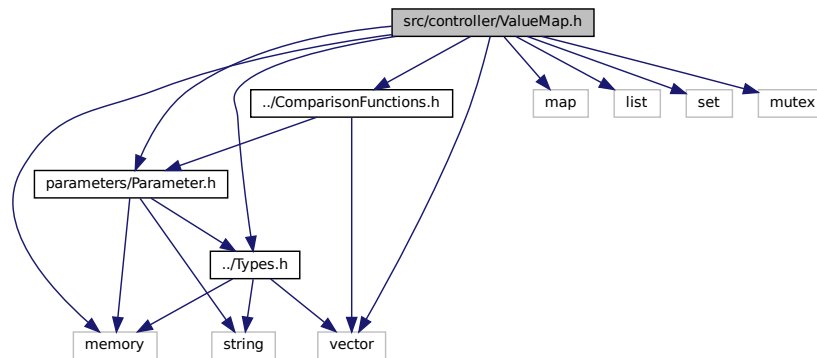 src/controller/ValueMap.h
../ComparisonFunctions.h
map
list
set
mutex
parameters/Parameter.h
../Types.h
memory
string
vector